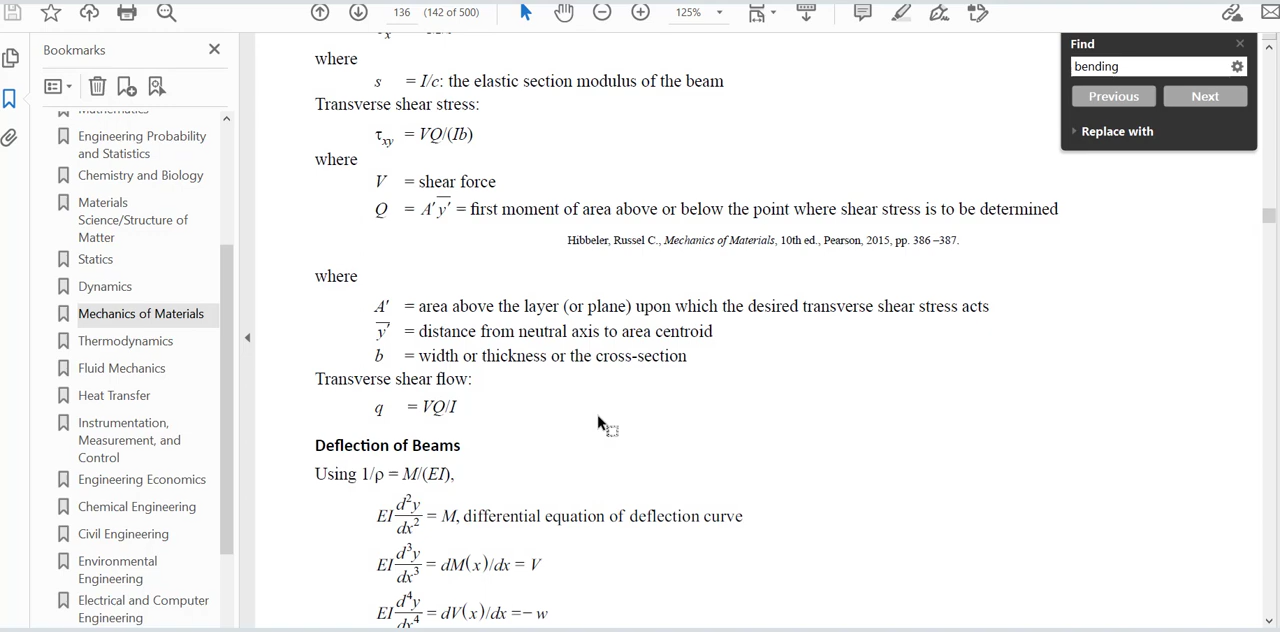 136 (142 of 500) 125%
Bookmarks
Mathematics
Engineering Probability
and Statistics
Chemistry and Biology
Materials
Science/Structure of
Matter
Statics
Dynamics
Mechanics of Materials
Thermodynamics
Fluid Mechanics
Heat Transfer
Instrumentation,
Measurement, and
Control
Engineering Economics
Chemical Engineering
Civil Engineering
Environmental
Engineering
Electrical and Computer
Engineering
where
s = I/c: the elastic section modulus of the beam
Transverse shear stress:
τxy = VQ/(Ib)
where
V = shear force
Q = A′y̅′ = first moment of area above or below the point where shear stress is to be determined
Hibbeler, Russel C., Mechanics of Materials, 10th ed., Pearson, 2015, pp. 386–387.
where
A′ = area above the layer (or plane) upon which the desired transverse shear stress acts
y̅′ = distance from neutral axis to area centroid
b = width or thickness or the cross-section
Transverse shear flow:
q = VQ/I
Deflection of Beams
Using 1/ρ = M/(EI),
EI d²y/dx² = M, differential equation of deflection curve
EI d³y/dx³ = dM(x)/dx = V
EI d⁴y/dx⁴ = dV(x)/dx = − w
Find
bending
Previous Next
Replace with